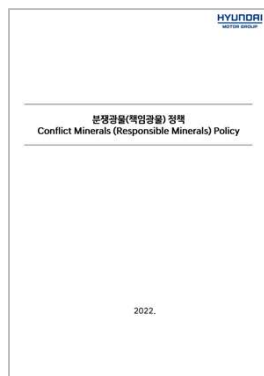 HYUNDAI
MOTOR GROUP
분쟁광물(책임광물) 정책
Conflict Minerals (Responsible Minerals) Policy
2022.